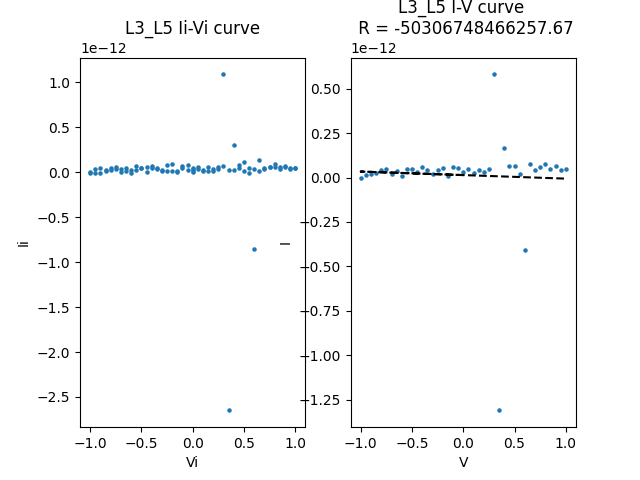 L3_L5 Ii-Vi curve
1e−12
1.0
0.5
0.0
−0.5
−1.0
−1.5
−2.0
−2.5
Ii
−1.0 −0.5 0.0 0.5 1.0
Vi
L3_L5 I-V curve
R = -50306748466257.67
1e−12
0.50
0.25
0.00
−0.25
−0.50
−0.75
−1.00
−1.25
I
−1.0 −0.5 0.0 0.5 1.0
V